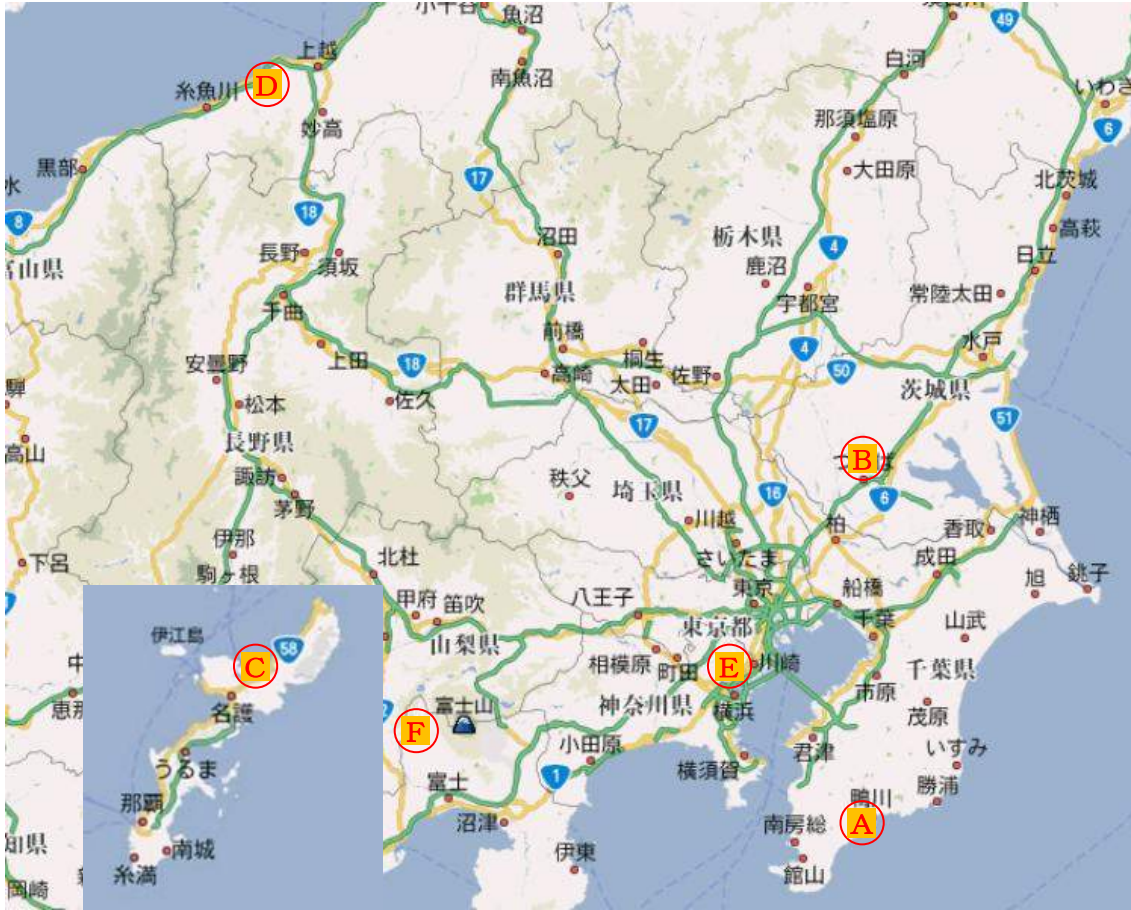 小千谷
魚沼
49
上越
南魚沼
白河
D
糸魚川
いわき
妙高
那須塩原
6
黒部
17
大田原
水
北茨城
8
18
沼田
栃木県
高萩
長野
4
富山県
須坂
鹿沼
日立
群馬県
常陸太田
千曲
宇都宮
前橋
水戸
安曇野
上田
18
桐生
4
高崎
太田
佐野
50
茨城県
松本
佐久
51
17
高山
長野県
B
諏訪
秩父
埼玉県
16
6
茅野
川越
柏
香取
神栖
伊那
さいたま
成田
下呂
駒ヶ根
北杜
東京
船橋
旭
銚子
甲府
笛吹
八王子
東京都
千葉
山武
伊江島
58
山梨県
中
C
相模原
町田
E
川崎
千葉県
恵那
名護
市原
富士山
神奈川県
横浜
茂原
F
うるま
小田原
横須賀
君津
いすみ
富士
1
那覇
鴨川
勝浦
沼津
A
知県
南城
伊東
南房総
糸満
館山
岡崎